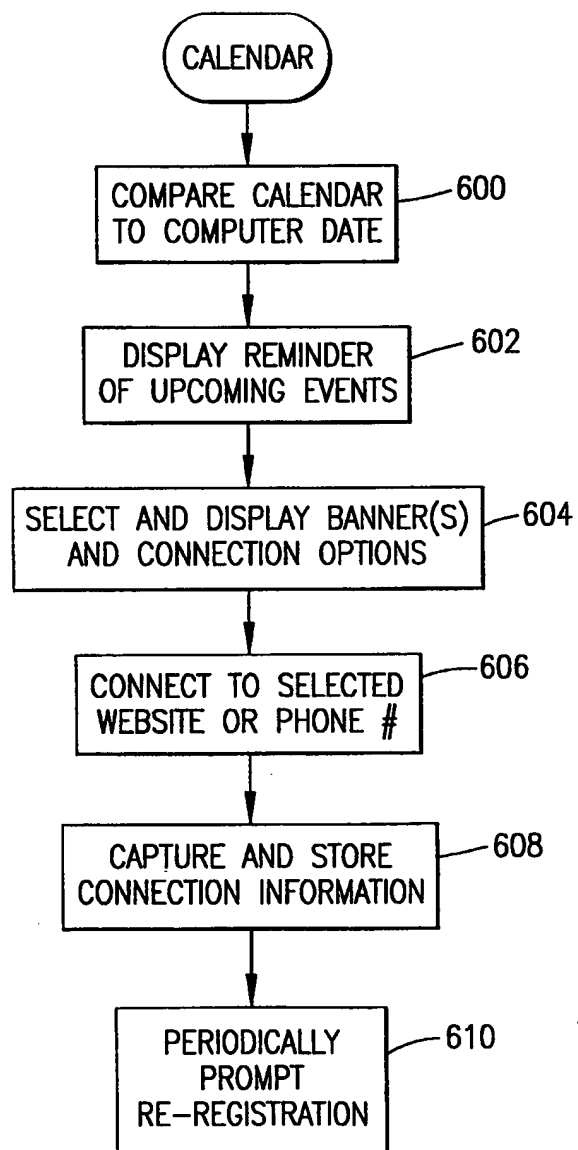 CALENDAR
COMPARE CALENDAR
TO COMPUTER DATE
600
DISPLAY REMINDER
OF UPCOMING EVENTS
602
SELECT AND DISPLAY BANNER(S)
AND CONNECTION OPTIONS
604
CONNECT TO SELECTED
WEBSITE OR PHONE #
606
CAPTURE AND STORE
CONNECTION INFORMATION
608
PERIODICALLY
PROMPT
RE-REGISTRATION
610